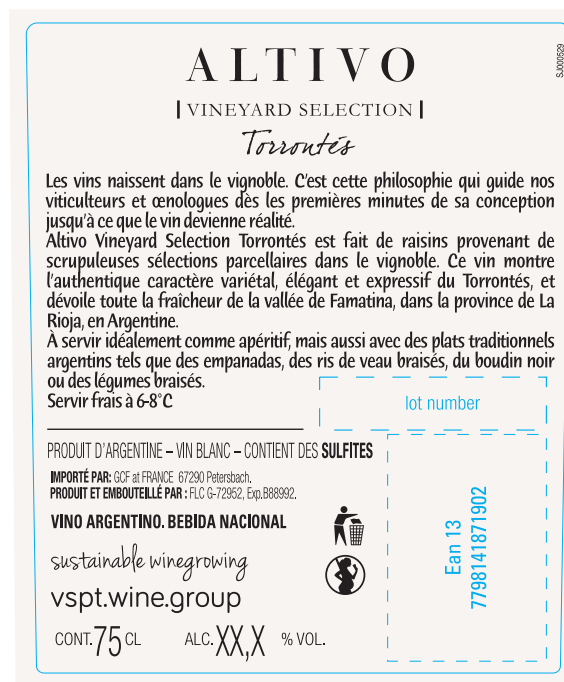 SJ000529
ALTIVO
| VINEYARD SELECTION |
Torrontés
Les vins naissent dans le vignoble. C'est cette philosophie qui guide nos
viticulteurs et œnologues dès les premières minutes de sa conception
jusqu'à ce que le vin devienne réalité.
Altivo Vineyard Selection Torrontés est fait de raisins provenant de
scrupuleuses sélections parcellaires dans le vignoble. Ce vin montre
l'authentique caractère variétal, élégant et expressif du Torrontés, et
dévoile toute la fraîcheur de la vallée de Famatina, dans la province de La
Rioja, en Argentine.
À servir idéalement comme apéritif, mais aussi avec des plats traditionnels
argentins tels que des empanadas, des ris de veau braisés, du boudin noir
ou des légumes braisés.
Servir frais à 6-8°C
lot number
PRODUIT D'ARGENTINE – VIN BLANC – CONTIENT DES SULFITES
IMPORTÉ PAR: GCF at FRANCE 67290 Petersbach.
PRODUIT ET EMBOUTEILLÉ PAR : FLC G-72952, Exp.B88992.
VINO ARGENTINO. BEBIDA NACIONAL
sustainable winegrowing
vspt.wine.group
CONT. 75 CL ALC. XX,X % VOL.
Ean 13
7798141871902